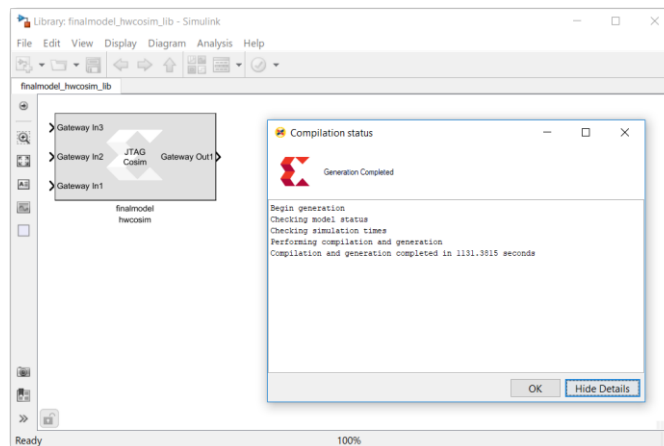 Library: finalmodel_hwcosim_lib - Simulink
File Edit View Display Diagram Analysis Help
finalmodel_hwcosim_lib
Gateway In3
Gateway In2
Gateway In1
JTAG
Cosim
Gateway Out1
finalmodel
hwcosim
Compilation status
Generation Completed
Begin generation
Checking model status
Checking simulation times
Performing compilation and generation
Compilation and generation completed in 1131.3815 seconds
OK Hide Details
Ready 100%